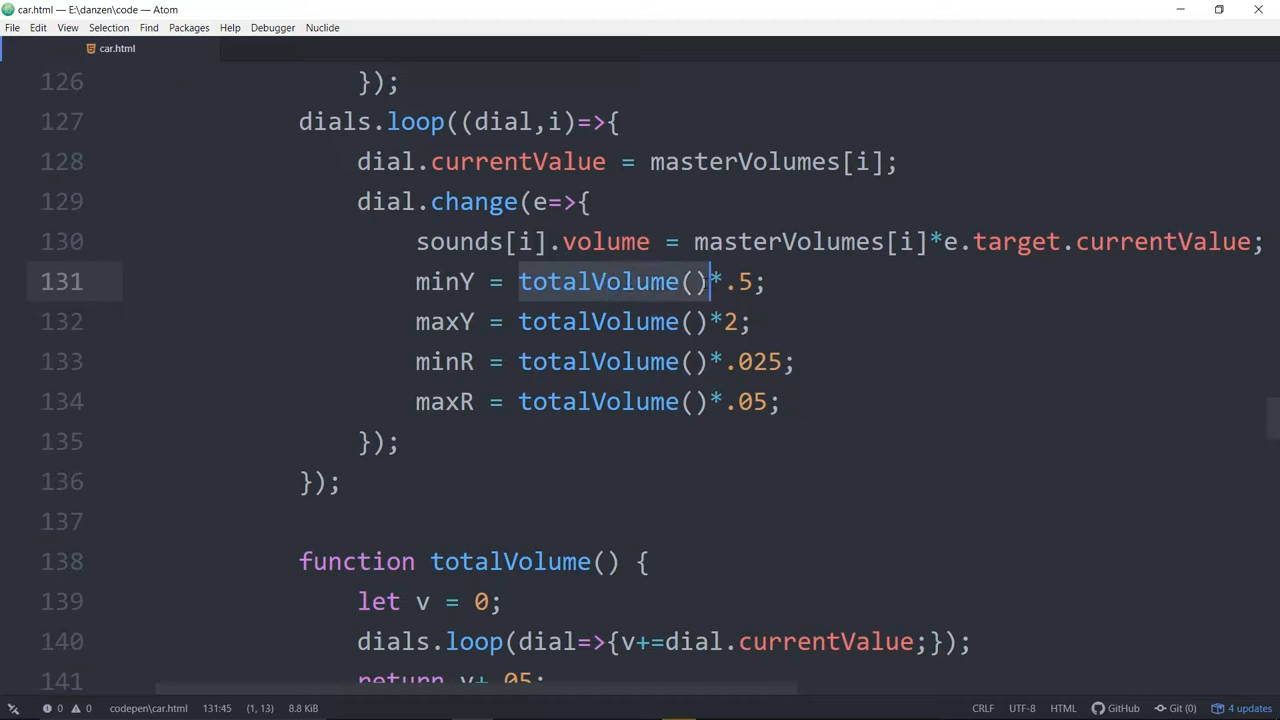 car.html — E:\danzen\code — Atom
File Edit View Selection Find Packages Help Debugger Nuclide
car.html
126 });
127 dials.loop((dial,i)=>{
128 dial.currentValue = masterVolumes[i];
129 dial.change(e=>{
130 sounds[i].volume = masterVolumes[i]*e.target.currentValue;
131 minY = totalVolume()*.5;
132 maxY = totalVolume()*2;
133 minR = totalVolume()*.025;
134 maxR = totalVolume()*.05;
135 });
136 });
137
138 function totalVolume() {
139 let v = 0;
140 dials.loop(dial=>{v+=dial.currentValue;});
141 return v+.05;
0 0 codepen\car.html 131:45 (1, 13) 8.8 KiB CRLF UTF-8 HTML GitHub Git (0) 4 updates